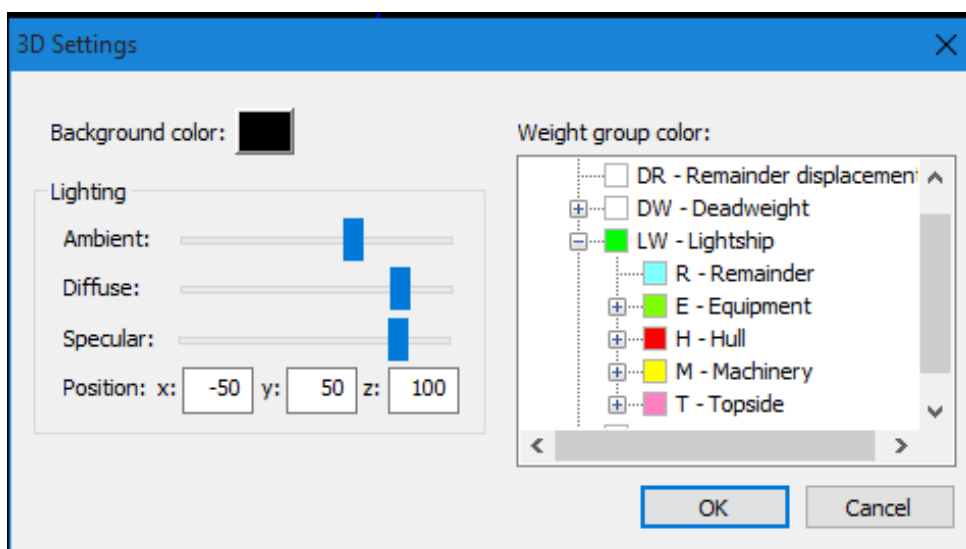 3D Settings
Background color:
Lighting
Ambient:
Diffuse:
Specular:
Position: x: -50 y: 50 z: 100
Weight group color:
DR - Remainder displacement
DW - Deadweight
LW - Lightship
R - Remainder
E - Equipment
H - Hull
M - Machinery
T - Topside
OK Cancel